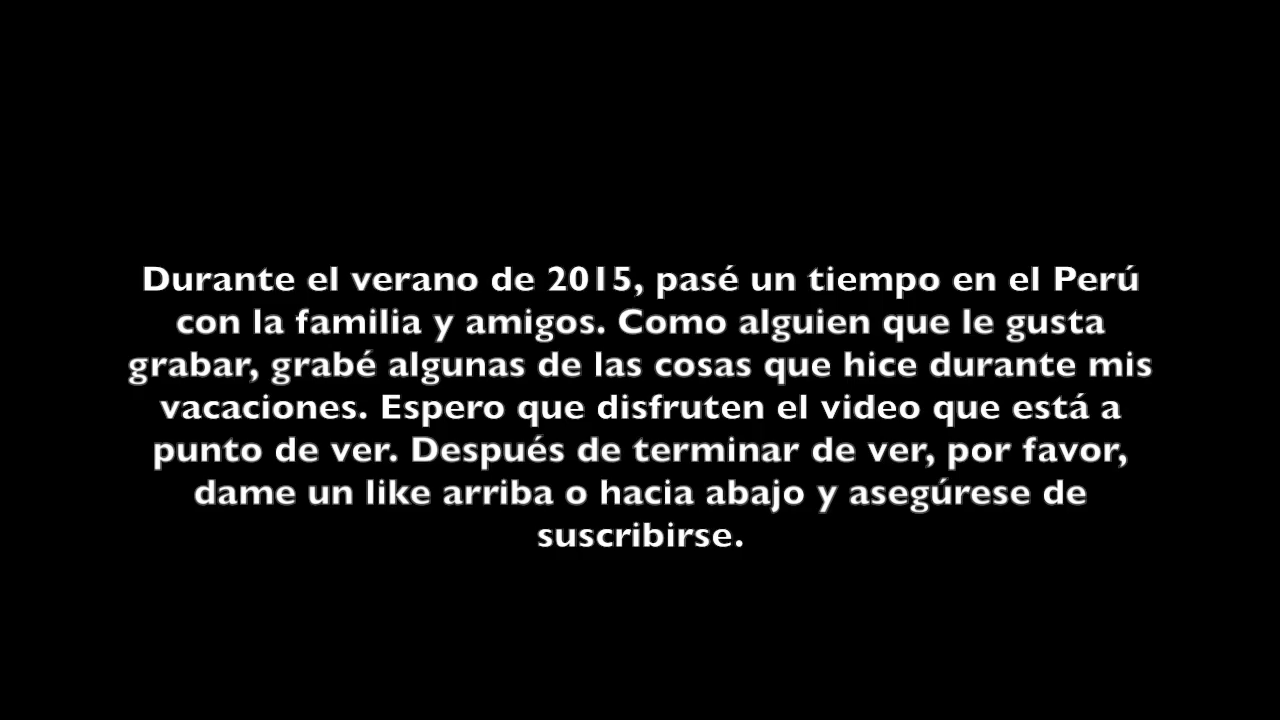 Durante el verano de 2015, pasé un tiempo en el Perú
con la familia y amigos. Como alguien que le gusta
grabar, grabé algunas de las cosas que hice durante mis
vacaciones. Espero que disfruten el video que está a
punto de ver. Después de terminar de ver, por favor,
dame un like arriba o hacia abajo y asegúrese de
suscribirse.